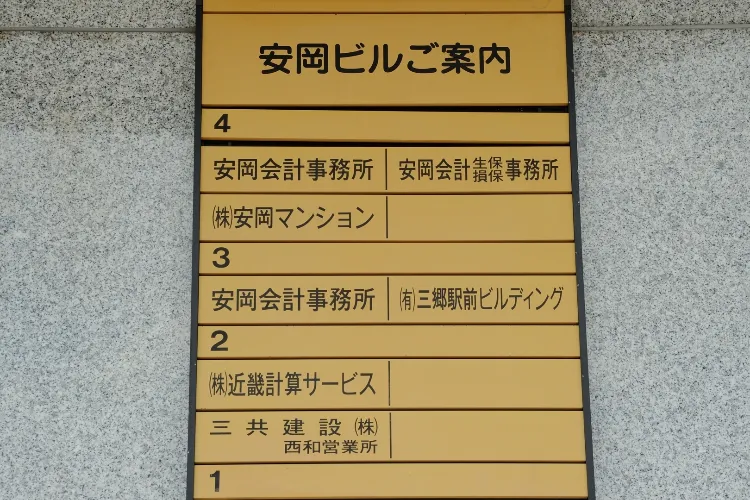 安岡ビルご案内
4
安岡会計事務所 安岡会計生保損保事務所
㈱安岡マンション
3
安岡会計事務所 ㈲三郷駅前ビルディング
2
㈱近畿計算サービス
三共建設㈱
西和営業所
1